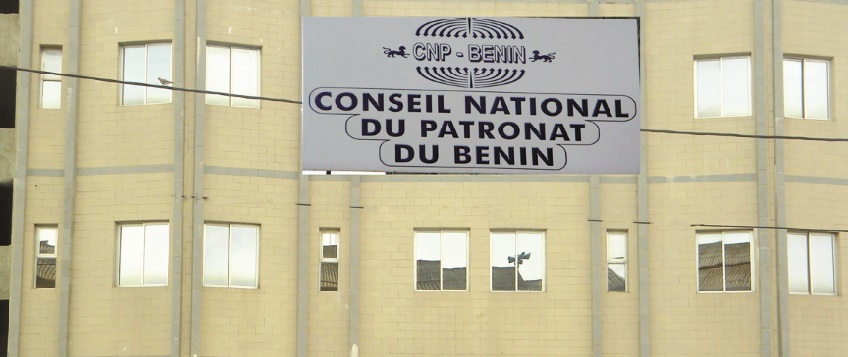 CNP - BENIN
CONSEIL NATIONAL
DU PATRONAT
DU BENIN